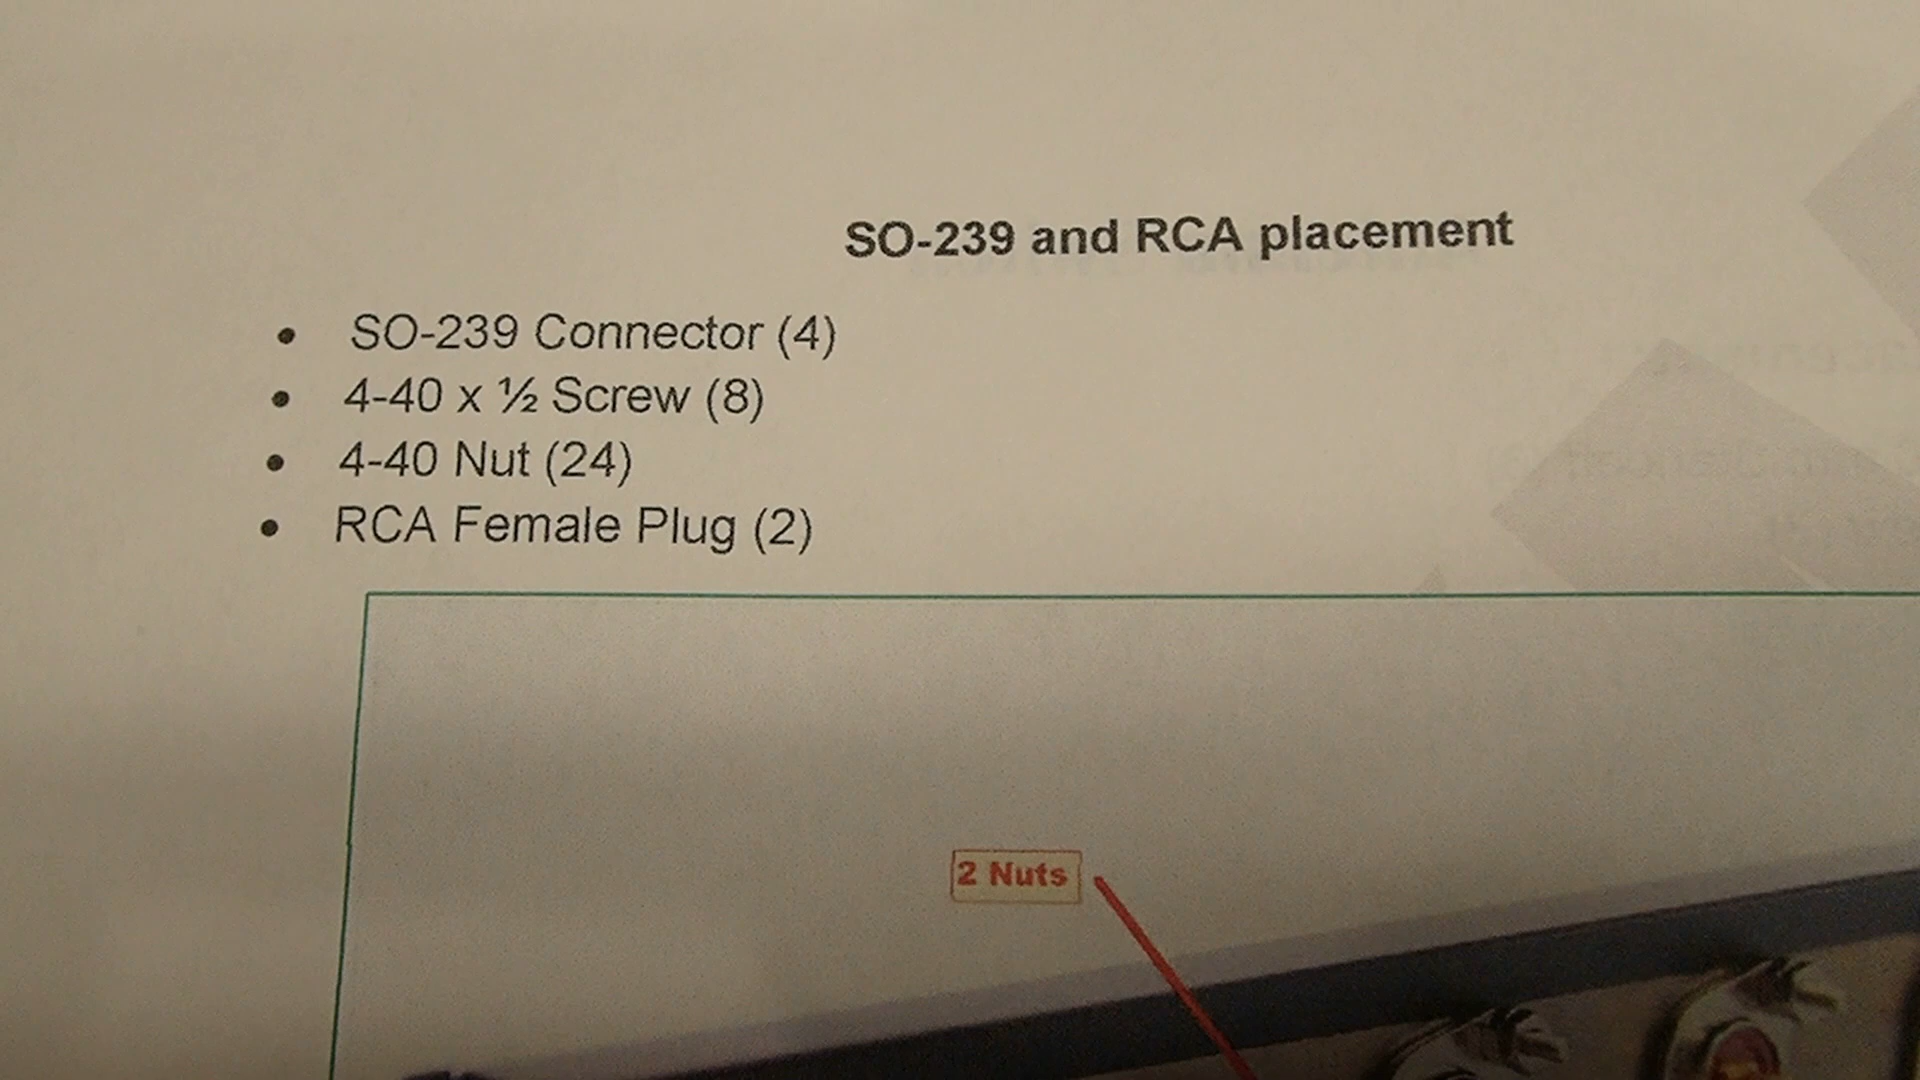 SO-239 and RCA placement
• SO-239 Connector (4)
• 4-40 x ½ Screw (8)
• 4-40 Nut (24)
• RCA Female Plug (2)
2 Nuts